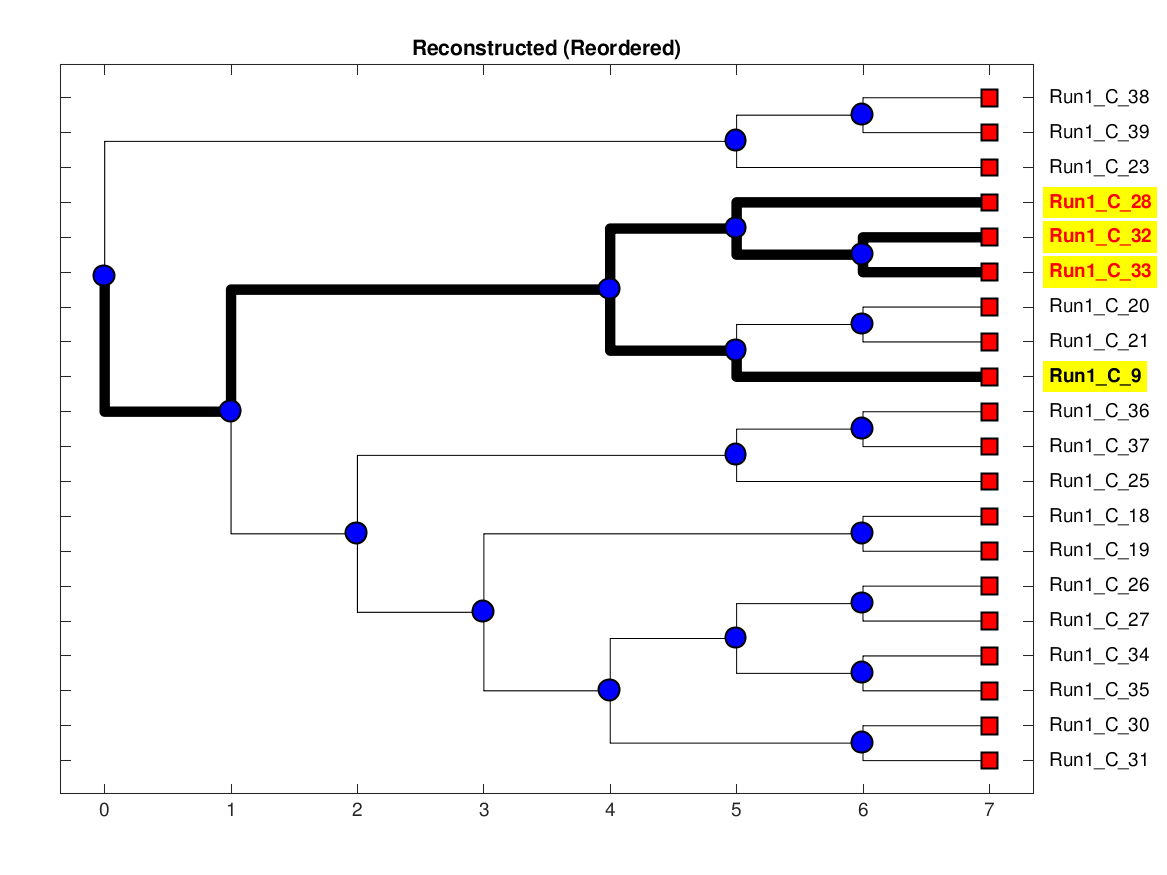 Reconstructed (Reordered)
Run1_C_38
Run1_C_39
Run1_C_23
Run1_C_28
Run1_C_32
Run1_C_33
Run1_C_20
Run1_C_21
Run1_C_9
Run1_C_36
Run1_C_37
Run1_C_25
Run1_C_18
Run1_C_19
Run1_C_26
Run1_C_27
Run1_C_34
Run1_C_35
Run1_C_30
Run1_C_31
0 1 2 3 4 5 6 7